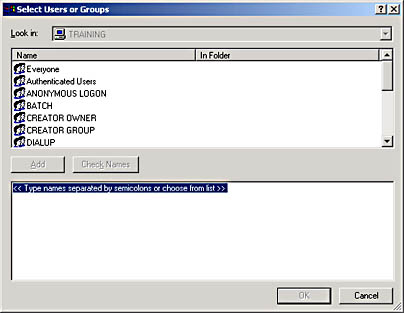 Select Users or Groups
Look in: TRAINING
Name In Folder
Everyone
Authenticated Users
ANONYMOUS LOGON
BATCH
CREATOR OWNER
CREATOR GROUP
DIALUP
Add Check Names
<< Type names separated by semicolons or choose from list >>
OK Cancel